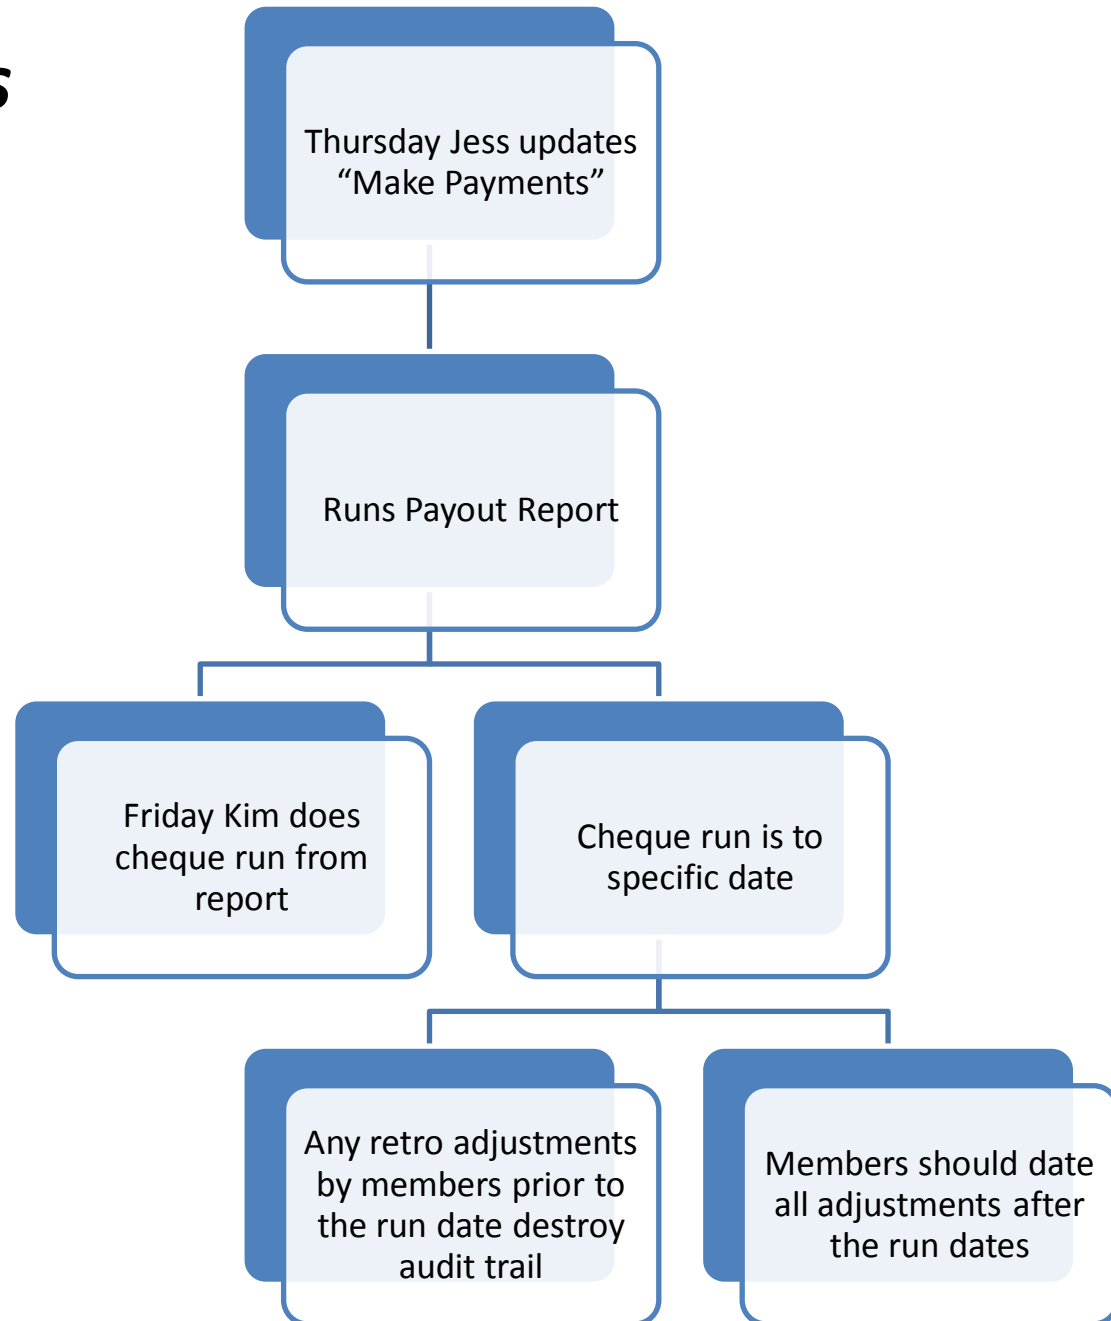 s
Thursday Jess updates
“Make Payments”
Runs Payout Report
Friday Kim does
cheque run from
report
Cheque run is to
specific date
Any retro adjustments
by members prior to
the run date destroy
audit trail
Members should date
all adjustments after
the run dates